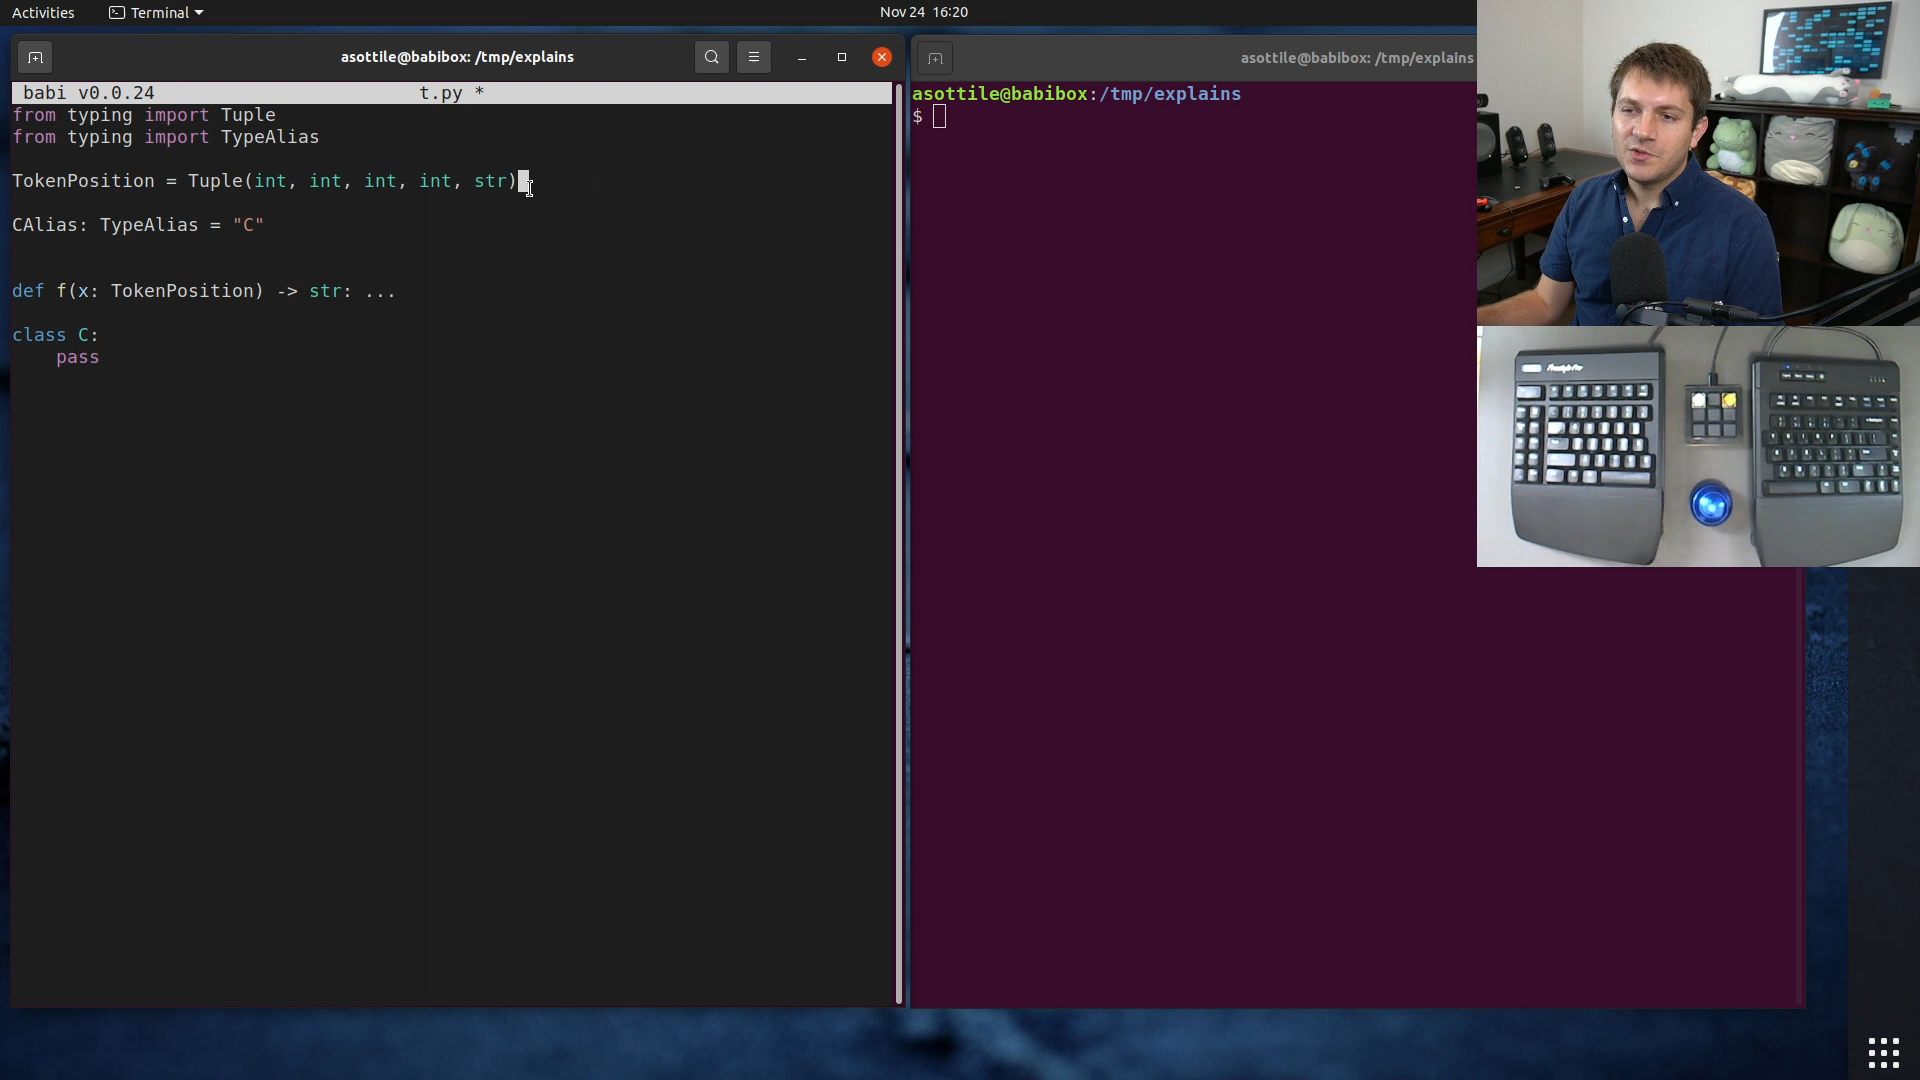 Activities
Terminal
Nov 24 16:20
asottile@babibox: /tmp/explains
babi v0.0.24 t.py *
from typing import Tuple
from typing import TypeAlias
TokenPosition = Tuple(int, int, int, int, str)
CAlias: TypeAlias = "C"
def f(x: TokenPosition) -> str: ...
class C:
pass
asottile@babibox: /tmp/explains
asottile@babibox:/tmp/explains
$